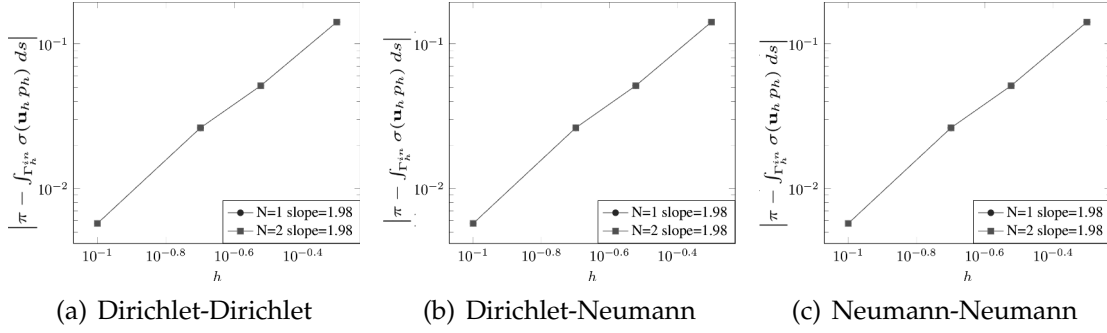 10⁻¹
10⁻²
|π − ∫_{Γ_h^{in}} σ(𝐮_h p_h) ds|
N=1 slope=1.98
N=2 slope=1.98
10⁻¹ 10⁻⁰·⁸ 10⁻⁰·⁶ 10⁻⁰·⁴
h
(a) Dirichlet-Dirichlet
10⁻¹
10⁻²
|π − ∫_{Γ_h^{in}} σ(𝐮_h p_h) ds|
N=1 slope=1.98
N=2 slope=1.98
10⁻¹ 10⁻⁰·⁸ 10⁻⁰·⁶ 10⁻⁰·⁴
h
(b) Dirichlet-Neumann
10⁻¹
10⁻²
|π − ∫_{Γ_h^{in}} σ(𝐮_h p_h) ds|
N=1 slope=1.98
N=2 slope=1.98
10⁻¹ 10⁻⁰·⁸ 10⁻⁰·⁶ 10⁻⁰·⁴
h
(c) Neumann-Neumann